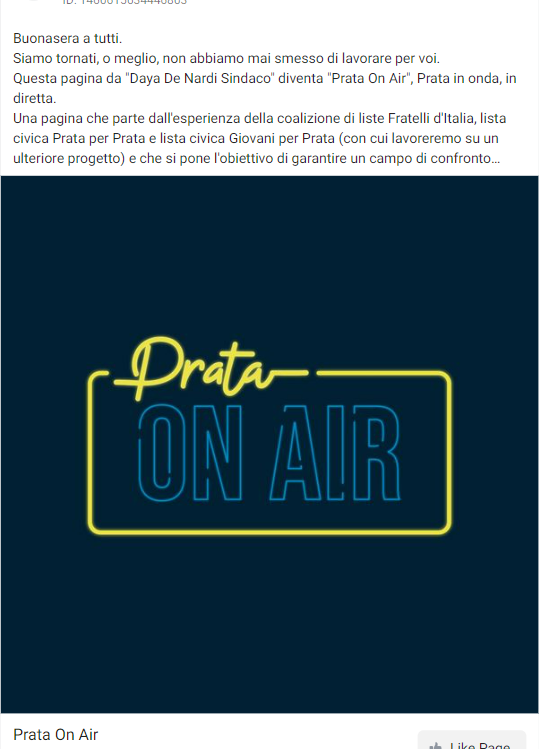 Buonasera a tutti.
Siamo tornati, o meglio, non abbiamo mai smesso di lavorare per voi.
Questa pagina da "Daya De Nardi Sindaco" diventa "Prata On Air", Prata in onda, in
diretta.
Una pagina che parte dall'esperienza della coalizione di liste Fratelli d'Italia, lista
civica Prata per Prata e lista civica Giovani per Prata (con cui lavoreremo su un
ulteriore progetto) e che si pone l'obiettivo di garantire un campo di confronto...
Prata
ON AIR
Prata On Air
Like Page